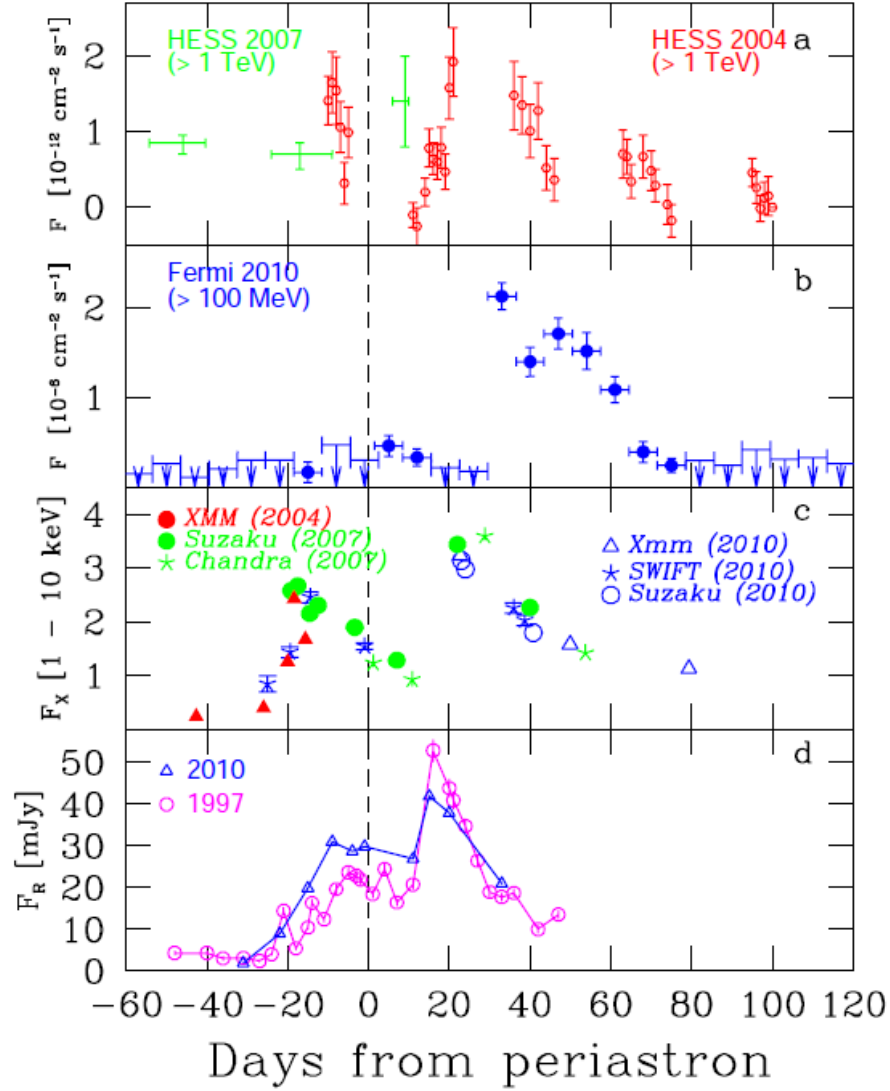 HESS 2007
(> 1 TeV)
HESS 2004
(> 1 TeV)
a
F [10⁻¹² cm⁻² s⁻¹]
2
1
0
Fermi 2010
(> 100 MeV)
b
F [10⁻⁶ cm⁻² s⁻¹]
2
1
XMM (2004)
Suzaku (2007)
Chandra (2007)
c
Xmm (2010)
SWIFT (2010)
Suzaku (2010)
F_X [1 − 10 keV]
4
3
2
1
2010
1997
d
F_R [mJy]
50
40
30
20
10
0
−60 −40 −20 0 20 40 60 80 100 120
Days from periastron